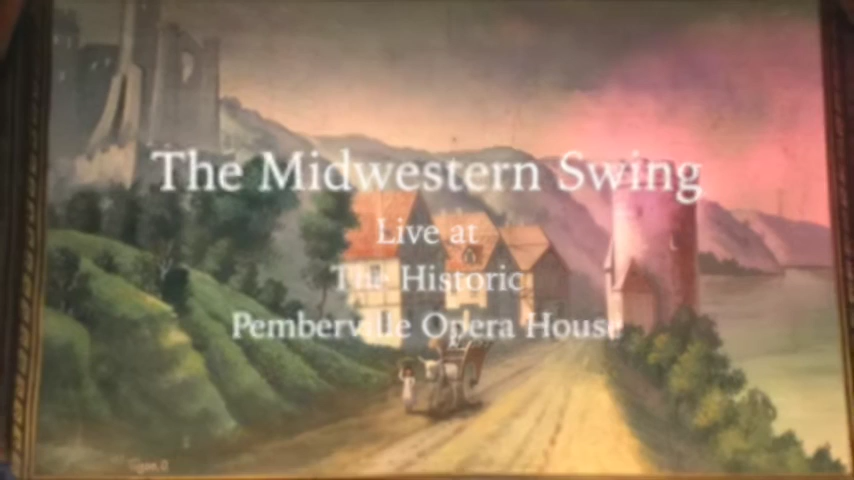 The Midwestern Swing
Live at
The Historic
Pemberville Opera House